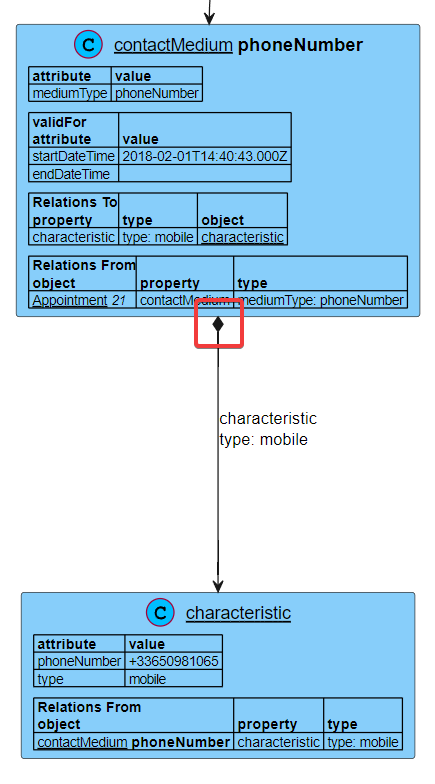 C contactMedium phoneNumber
attribute value
mediumType phoneNumber
validFor
attribute value
startDateTime 2018-02-01T14:40:43.000Z
endDateTime
Relations To
property type object
characteristic type: mobile characteristic
Relations From
object property type
Appointment 21 contactMedium mediumType: phoneNumber
characteristic
type: mobile
C characteristic
attribute value
phoneNumber +33650981065
type mobile
Relations From
object property type
contactMedium phoneNumber characteristic type: mobile